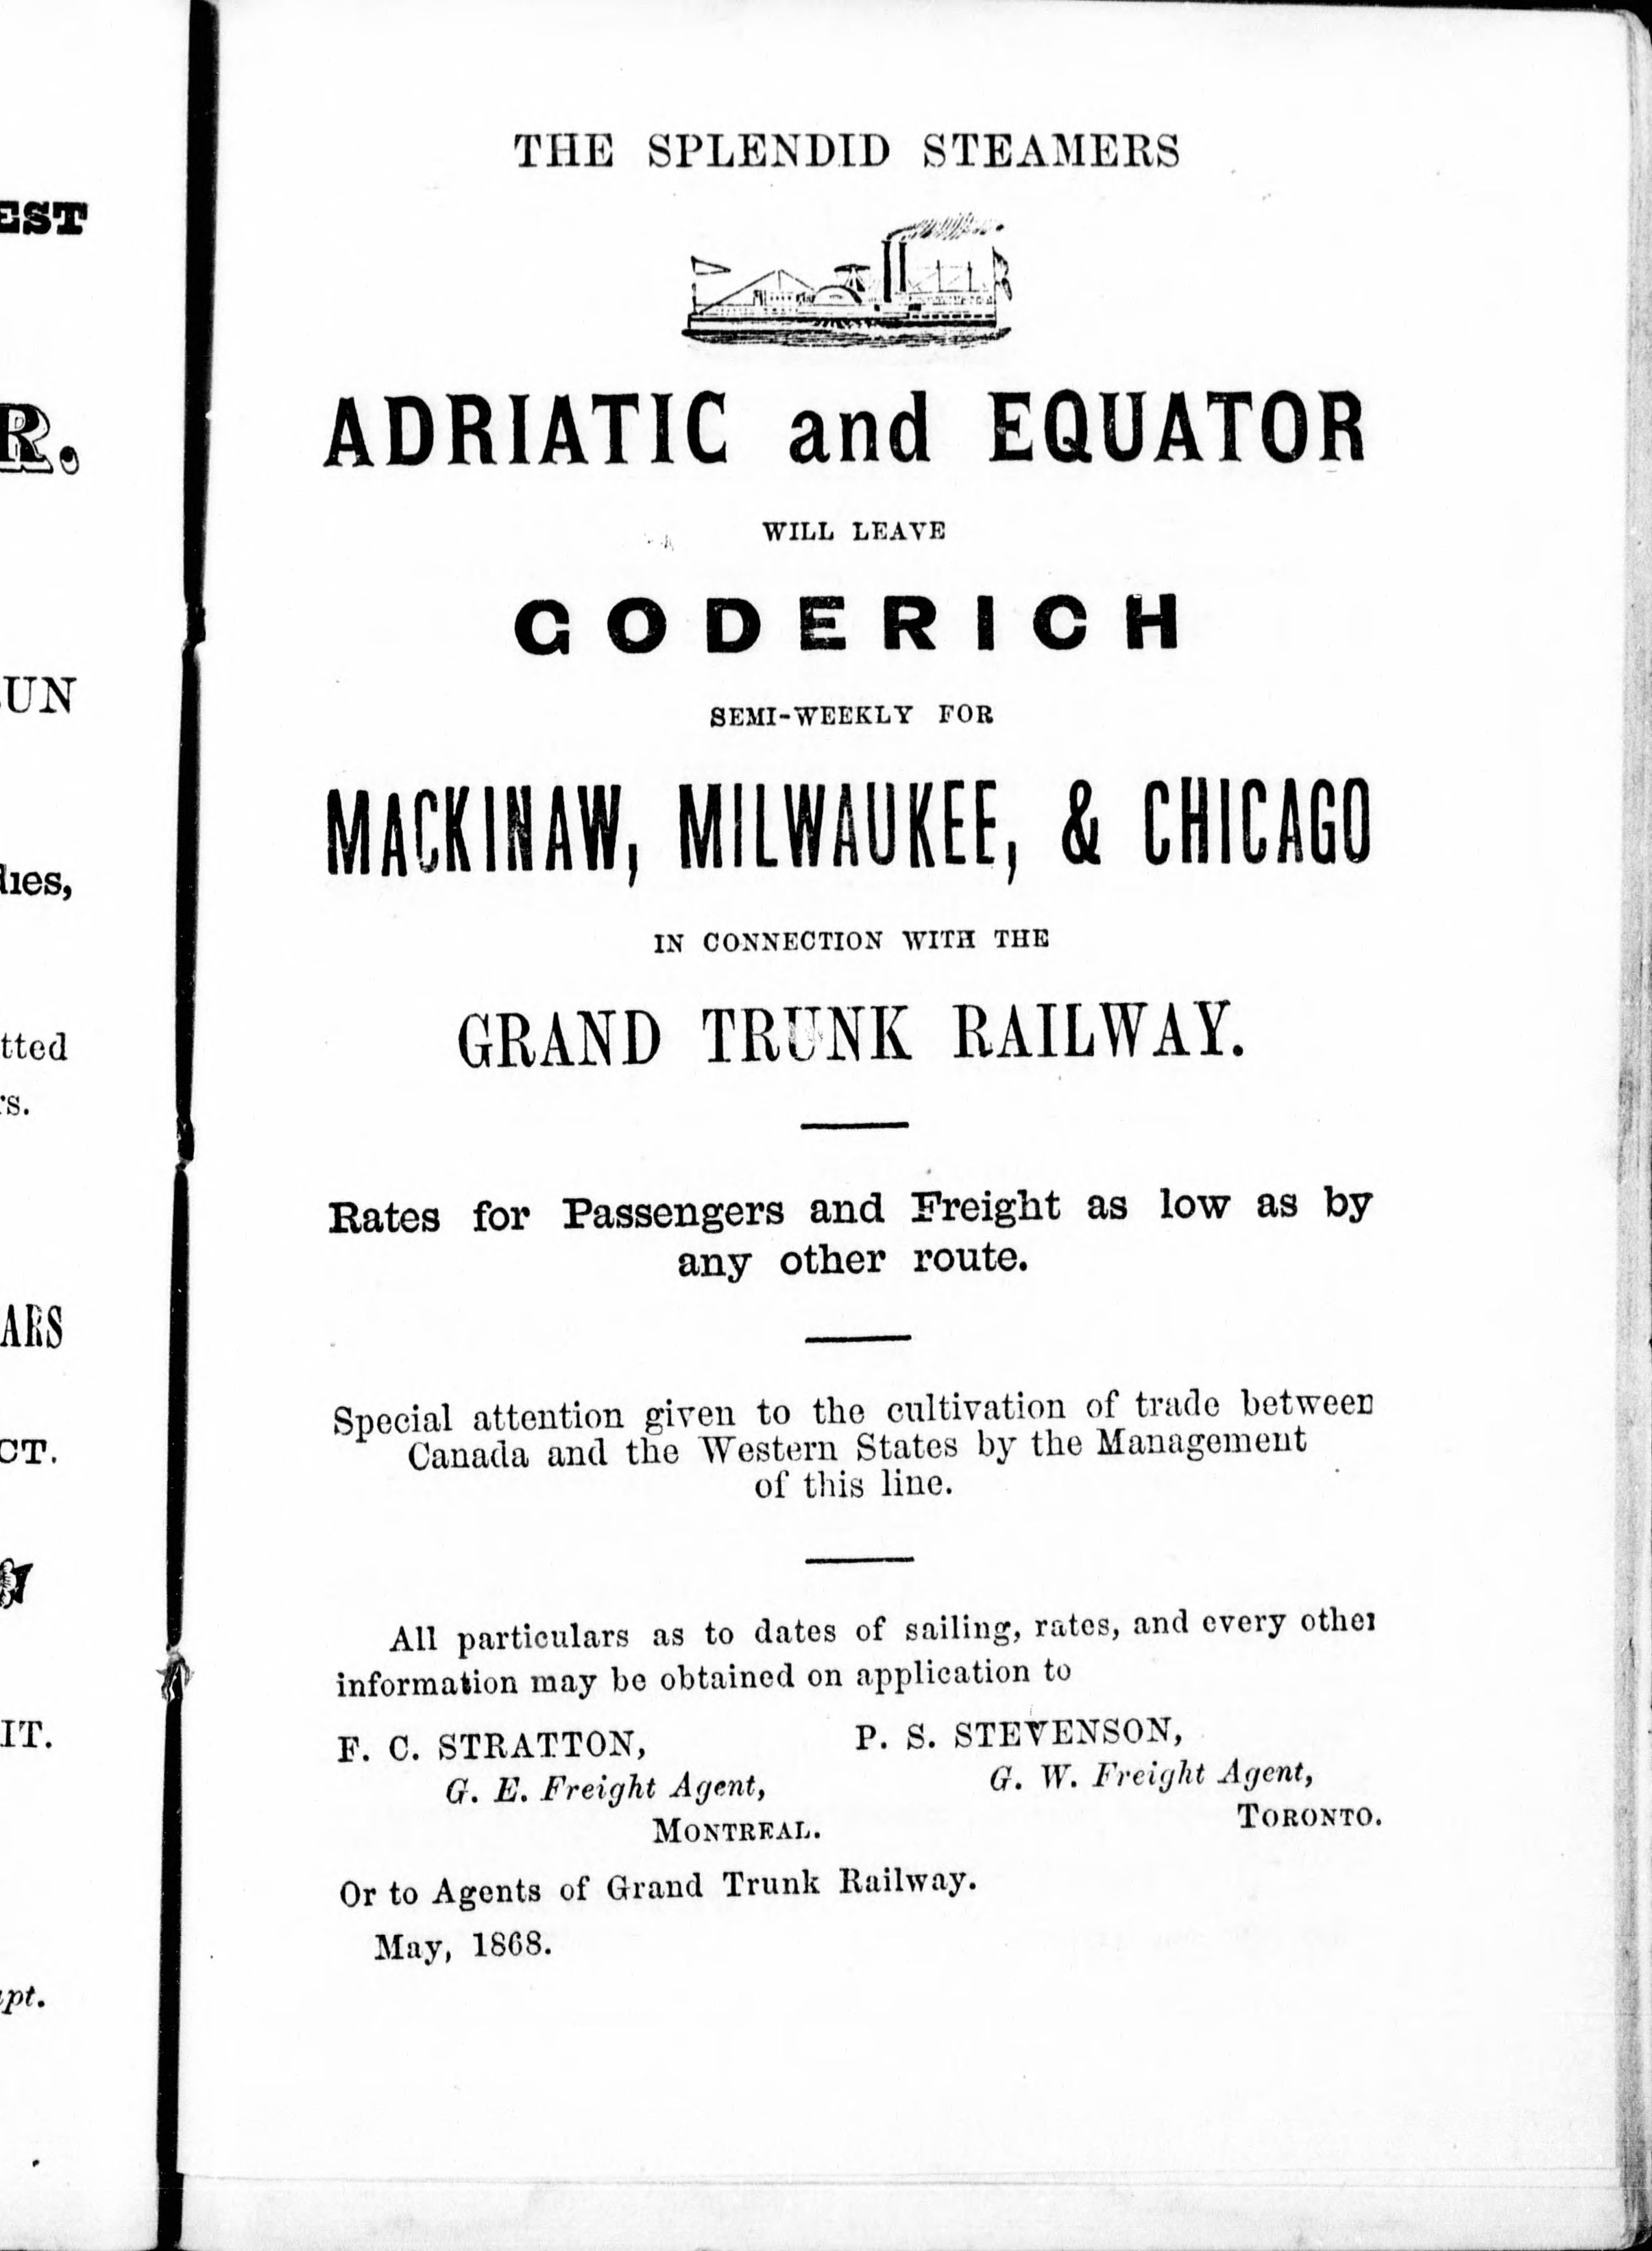 EST
R.
UN
dies,
tted
rs.
ARS
CT.
IT.
pt.
THE SPLENDID STEAMERS
ADRIATIC and EQUATOR
WILL LEAVE
GODERICH
SEMI-WEEKLY FOR
MACKINAW, MILWAUKEE, & CHICAGO
IN CONNECTION WITH THE
GRAND TRUNK RAILWAY.
Rates for Passengers and Freight as low as by
any other route.
Special attention given to the cultivation of trade between
Canada and the Western States by the Management
of this line.
All particulars as to dates of sailing, rates, and every other
information may be obtained on application to
F. C. STRATTON,
G. E. Freight Agent,
MONTREAL.
P. S. STEVENSON,
G. W. Freight Agent,
TORONTO.
Or to Agents of Grand Trunk Railway.
May, 1868.